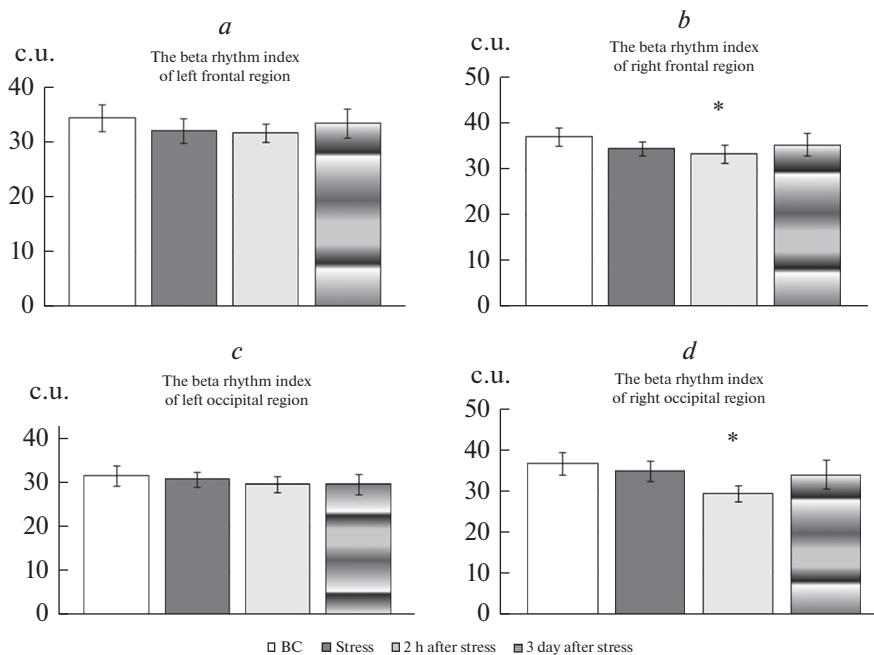 a
The beta rhythm index
of left frontal region
c.u.
40
30
20
10
0
b
The beta rhythm index
of right frontal region
c.u.
50
40
30
20
10
0
*
c
The beta rhythm index
of left occipital region
c.u.
40
30
20
10
0
d
The beta rhythm index
of right occipital region
c.u.
50
40
30
20
10
0
*
BC Stress 2 h after stress 3 day after stress